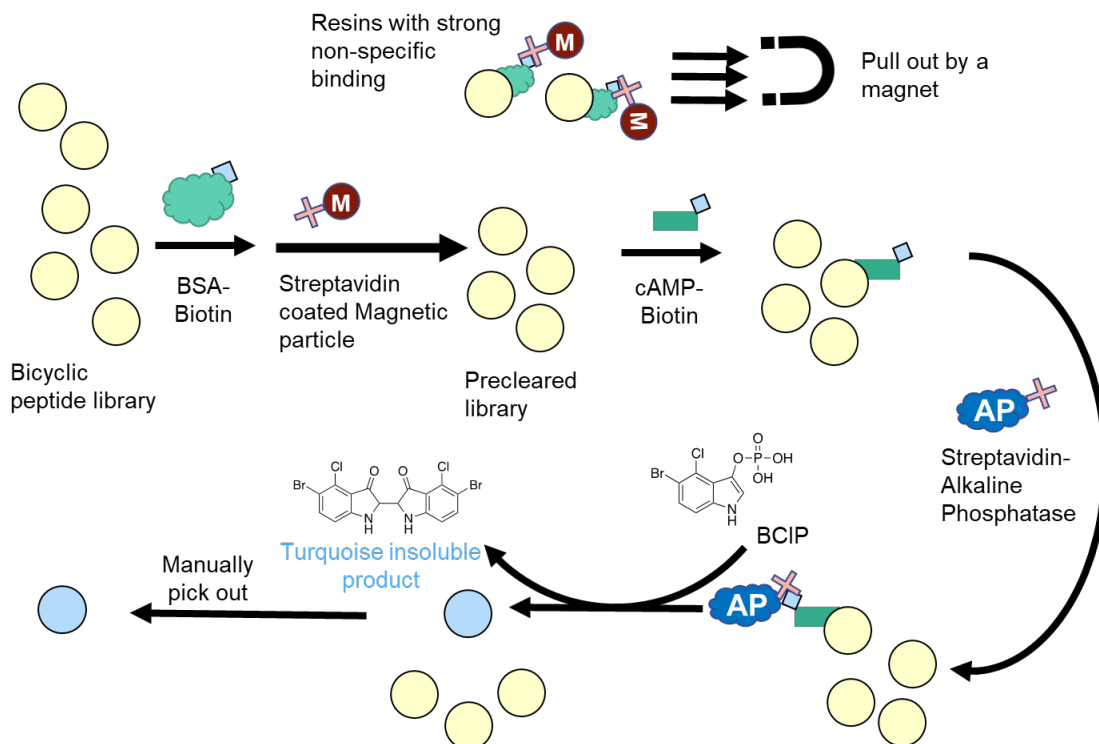 Resins with strong
non-specific
binding
M
M
Pull out by a
magnet
M
BSA-
Biotin
Streptavidin
coated Magnetic
particle
cAMP-
Biotin
Bicyclic
peptide library
Precleared
library
AP
Streptavidin-
Alkaline
Phosphatase
Cl
O
O
Cl
Br
Br
N
H
N
H
Turquoise insoluble
product
O
O
P
OH
OH
Cl
Br
N
H
BCIP
Manually
pick out
AP